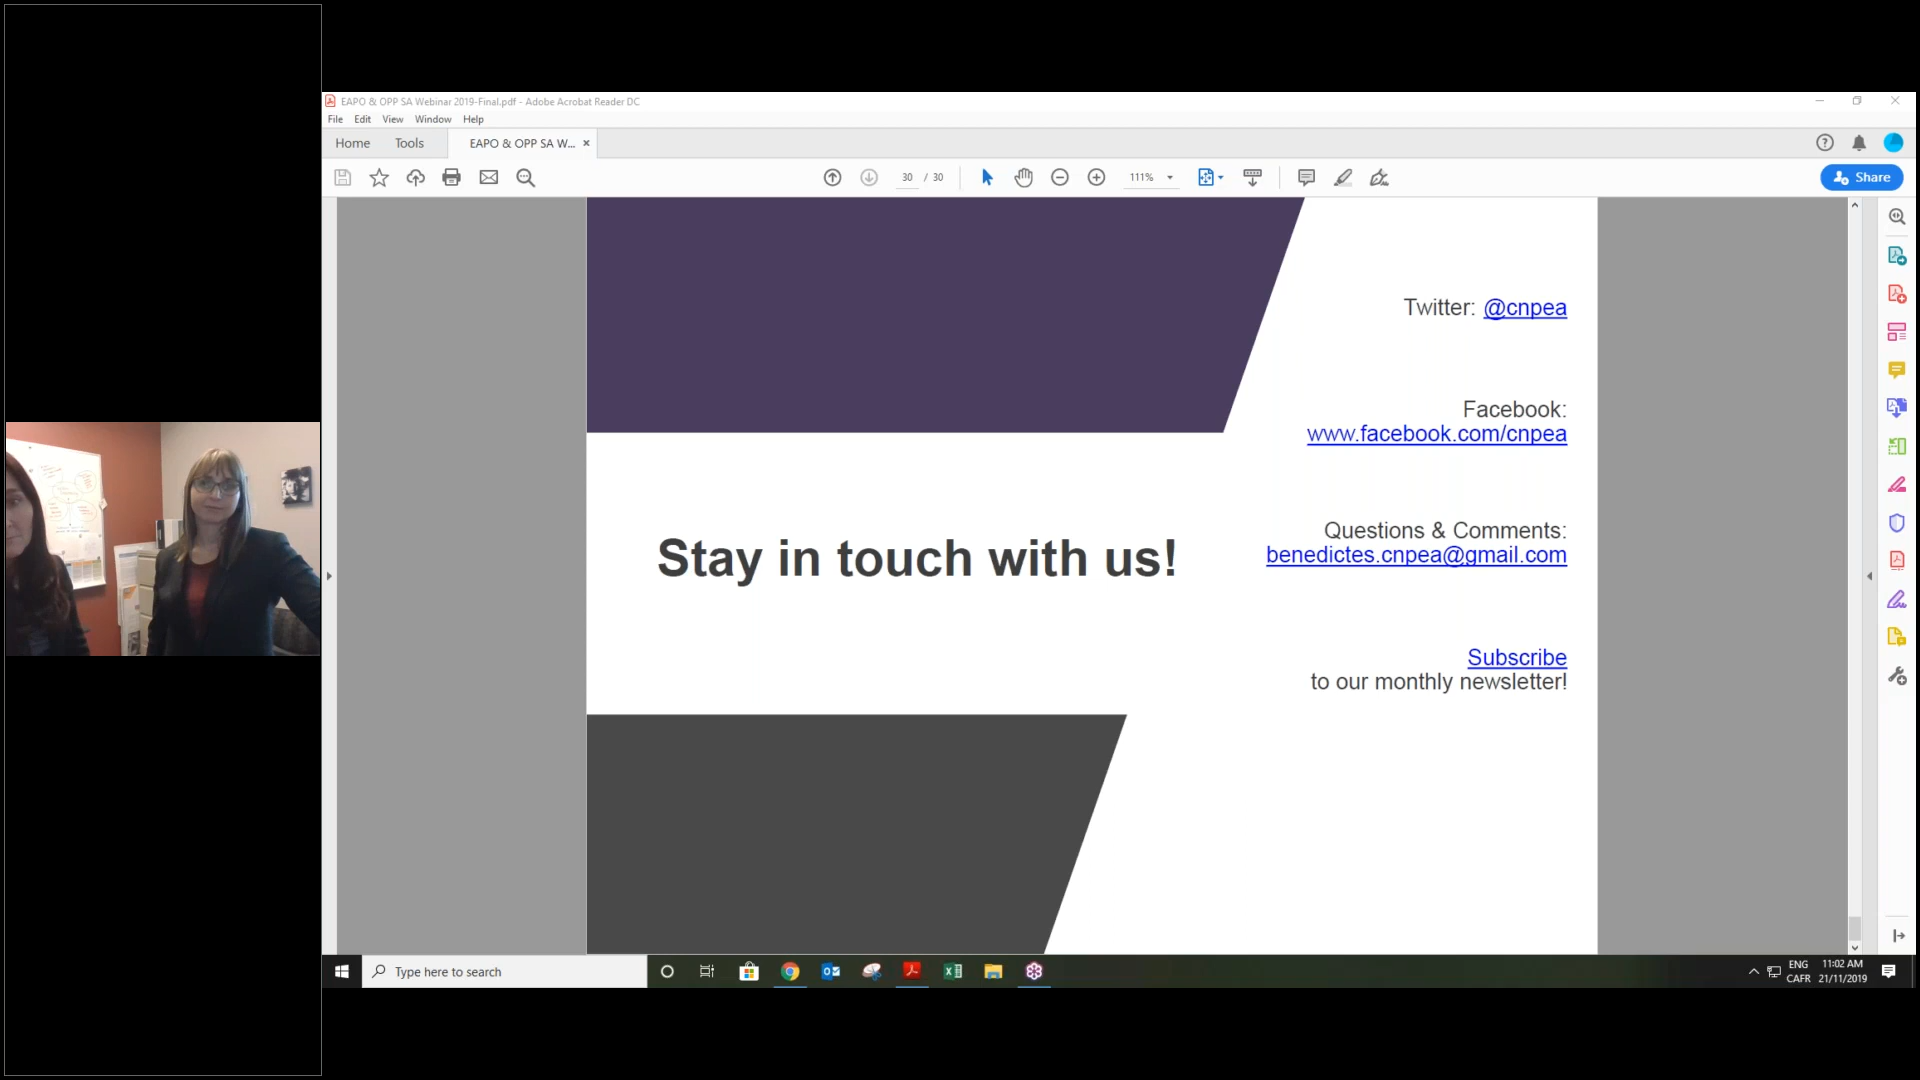 EAPO & OPP SA Webinar 2019-Final.pdf - Adobe Acrobat Reader DC
File Edit View Window Help
Home Tools EAPO & OPP SA W... ×
30 / 30 111% Share
Twitter: @cnpea
Facebook:
www.facebook.com/cnpea
Questions & Comments:
benedictes.cnpea@gmail.com
Stay in touch with us!
Subscribe
to our monthly newsletter!
Type here to search
ENG 11:02 AM
CAFR 21/11/2019